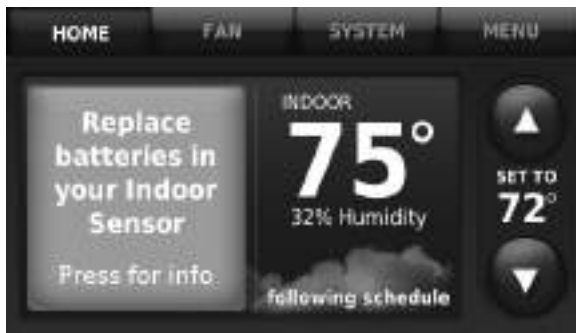 HOME FAN SYSTEM MENU
Replace
batteries in
your Indoor
Sensor
Press for info
INDOOR
75°
32% Humidity
following schedule
SET TO
72°